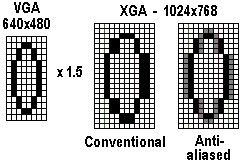 VGA
640x480
XGA - 1024x768
x 1.5
Conventional
Anti-
aliased